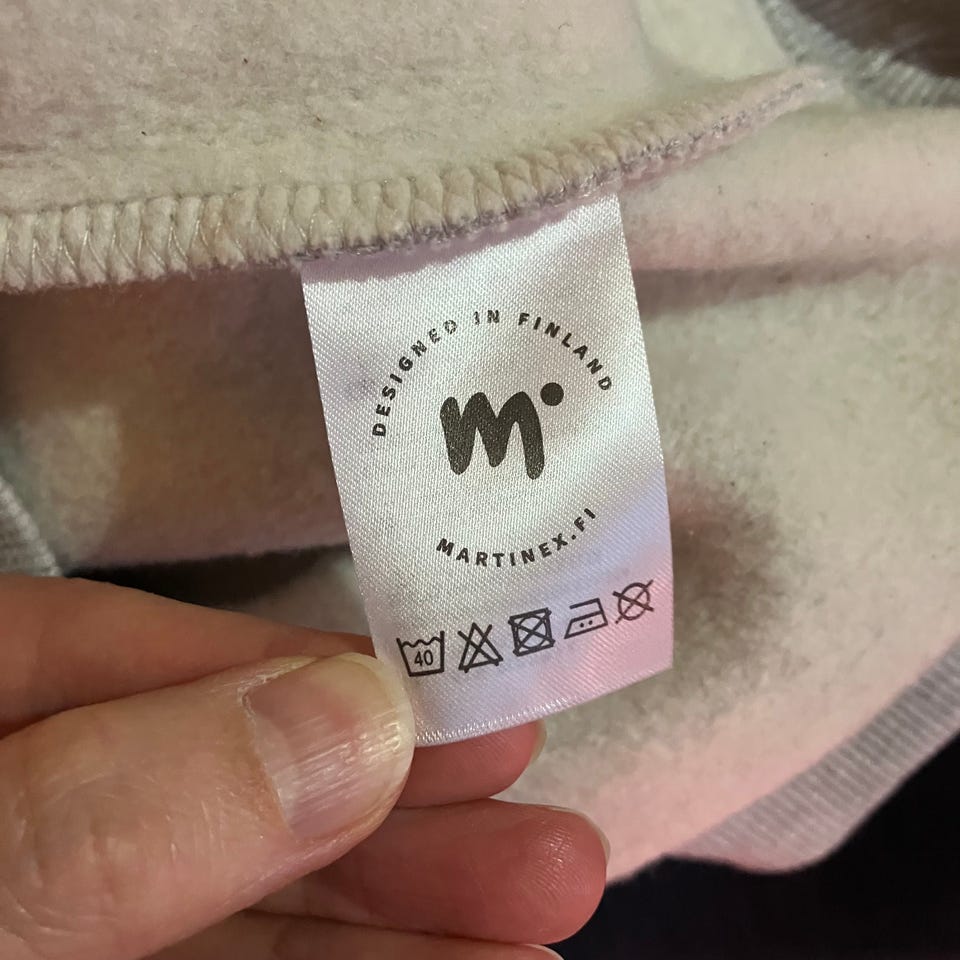 DESIGNED IN FINLAND
m
MARTINEX.FI
40